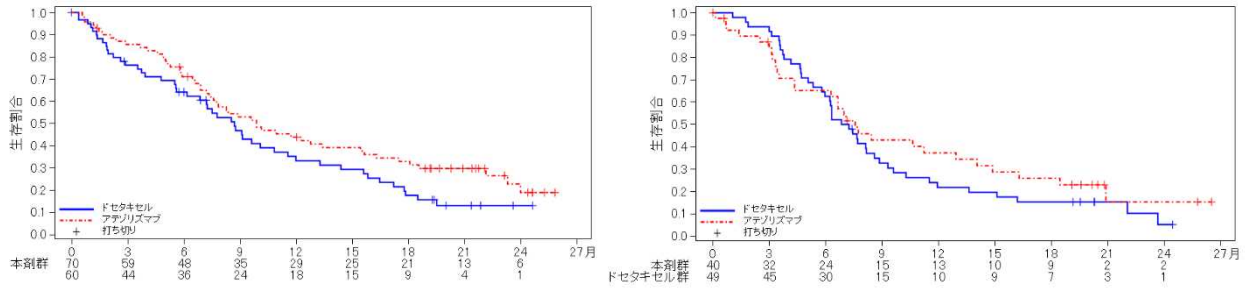 1.0
0.9
0.8
0.7
0.6
0.5
0.4
0.3
0.2
0.1
0.0
生存割合
ドセタキセル
アテゾリズマブ
打ち切り
0 3 6 9 12 15 18 21 24 27月
本剤群 70 59 48 35 29 25 21 13 6
60 44 36 24 18 15 9 4 1
1.0
0.9
0.8
0.7
0.6
0.5
0.4
0.3
0.2
0.1
0.0
生存割合
ドセタキセル
アテゾリズマブ
打ち切り
0 3 6 9 12 15 18 21 24 27月
本剤群 40 32 24 15 13 10 9 2 2
ドセタキセル群 49 45 30 15 10 9 7 3 1